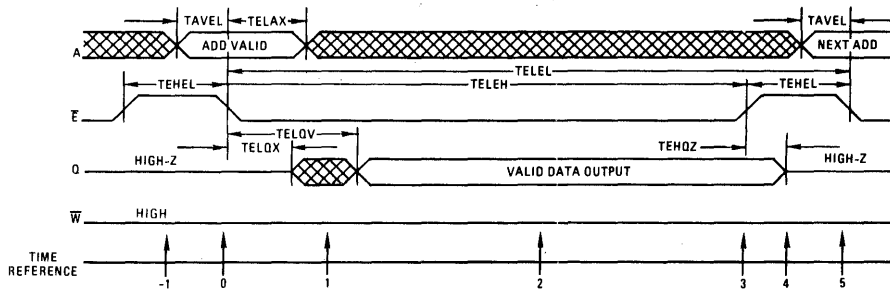 TAVEL TELAX TAVEL
A ADD VALID NEXT ADD
TELEL
TEHEL TELEH TEHEL
E
TELQV
TELQX TEHQZ
HIGH-Z HIGH-Z
Q VALID DATA OUTPUT
HIGH
W
TIME
REFERENCE
-1 0 1 2 3 4 5